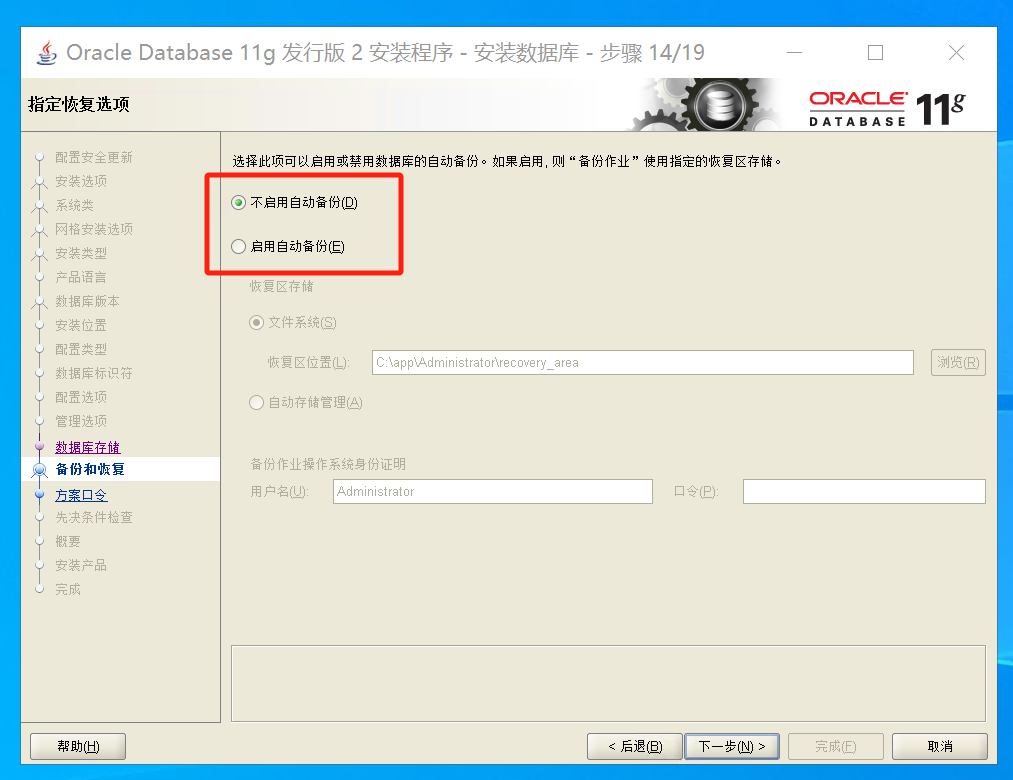 Oracle Database 11g 发行版 2 安装程序 - 安装数据库 - 步骤 14/19
指定恢复选项
ORACLE
DATABASE
11g
配置安全更新
安装选项
系统类
网格安装选项
安装类型
产品语言
数据库版本
安装位置
配置类型
数据库标识符
配置选项
管理选项
数据库存储
备份和恢复
方案口令
先决条件检查
概要
安装产品
完成
选择此项可以启用或禁用数据库的自动备份。如果启用, 则“备份作业”使用指定的恢复区存储。
不启用自动备份(D)
启用自动备份(E)
恢复区存储
文件系统(S)
恢复区位置(L): C:\app\Administrator\recovery_area 浏览(R)
自动存储管理(A)
备份作业操作系统身份证明
用户名(U): Administrator 口令(P):
帮助(H) < 后退(B) 下一步(N) > 完成(F) 取消